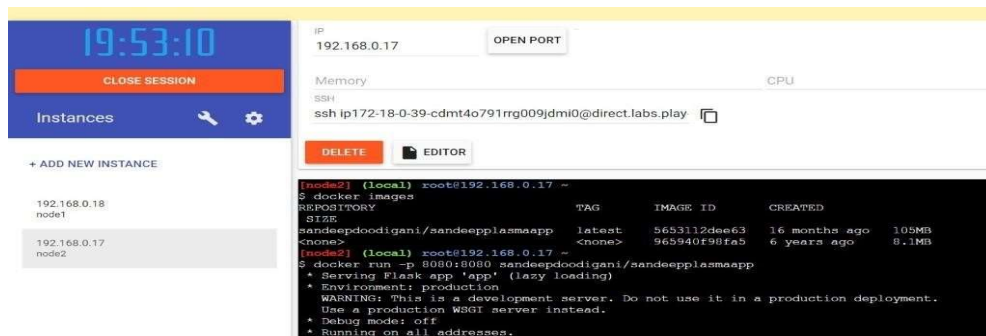 19:53:10
CLOSE SESSION
Instances
+ ADD NEW INSTANCE
192.168.0.18
node1
192.168.0.17
node2
IP
192.168.0.17
OPEN PORT
Memory
CPU
SSH
ssh ip172-18-0-39-cdmt4o791rrg009jdmi0@direct.labs.play
DELETE
EDITOR
[node2] (local) root@192.168.0.17 ~
$ docker images
REPOSITORY TAG IMAGE ID CREATED
SIZE
sandeepdoodigani/sandeepplasmaapp latest 5653112dee63 16 months ago 105MB
<none> <none> 965940f98fa5 6 years ago 8.1MB
[node2] (local) root@192.168.0.17 ~
$ docker run -p 8080:8080 sandeepdoodigani/sandeepplasmaapp
* Serving Flask app 'app' (lazy loading)
* Environment: production
WARNING: This is a development server. Do not use it in a production deployment.
Use a production WSGI server instead.
* Debug mode: off
* Running on all addresses.